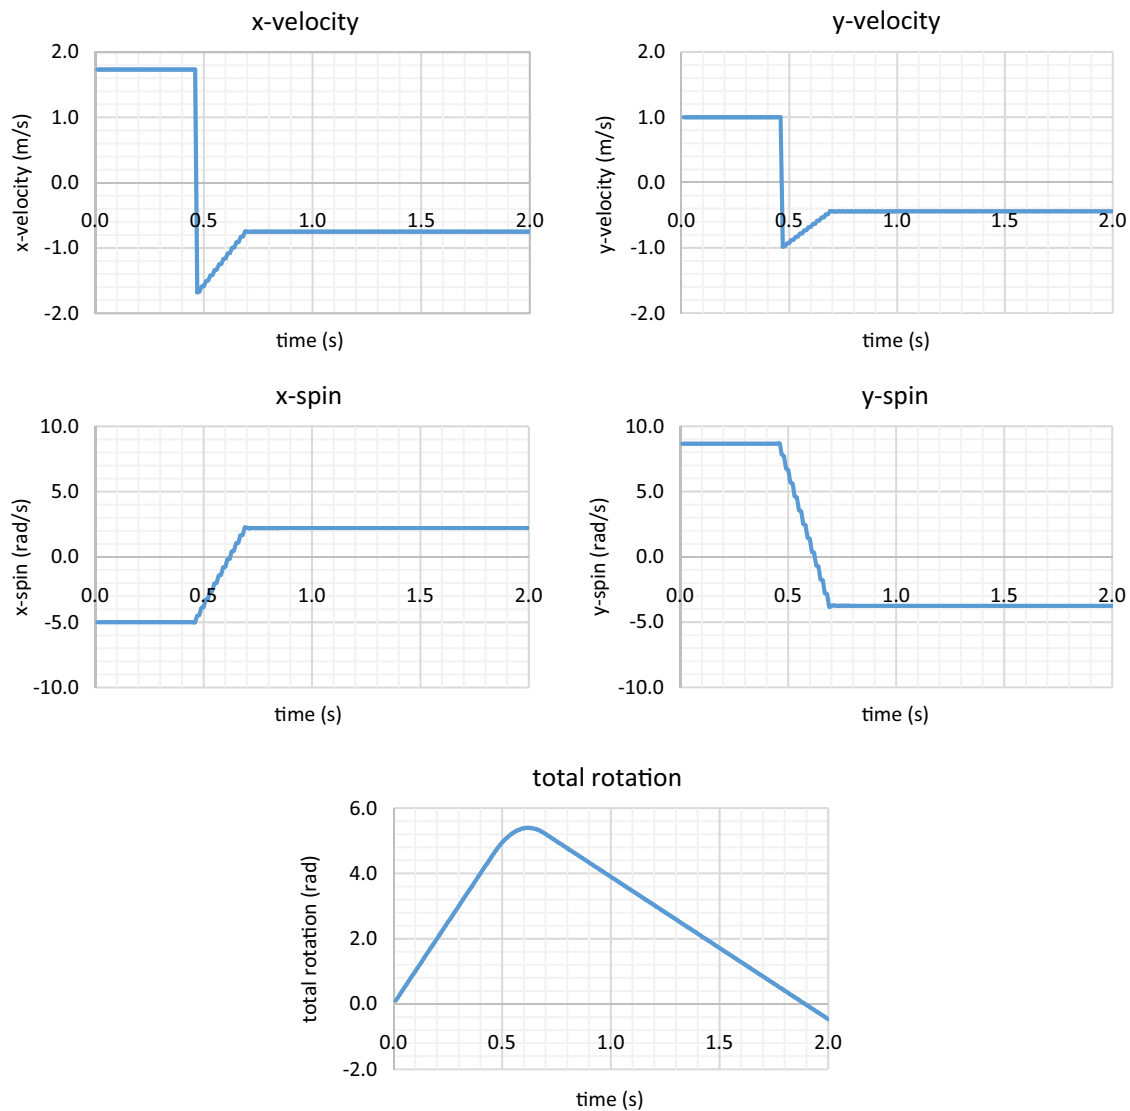 x-velocity
2.0
1.0
0.0
-1.0
-2.0
0.0 0.5 1.0 1.5 2.0
x-velocity (m/s)
time (s)
y-velocity
2.0
1.0
0.0
-1.0
-2.0
0.0 0.5 1.0 1.5 2.0
y-velocity (m/s)
time (s)
x-spin
10.0
5.0
0.0
-5.0
-10.0
0.0 0.5 1.0 1.5 2.0
x-spin (rad/s)
time (s)
y-spin
10.0
5.0
0.0
-5.0
-10.0
0.0 0.5 1.0 1.5 2.0
y-spin (rad/s)
time (s)
total rotation
6.0
4.0
2.0
0.0
-2.0
0.0 0.5 1.0 1.5 2.0
total rotation (rad)
time (s)